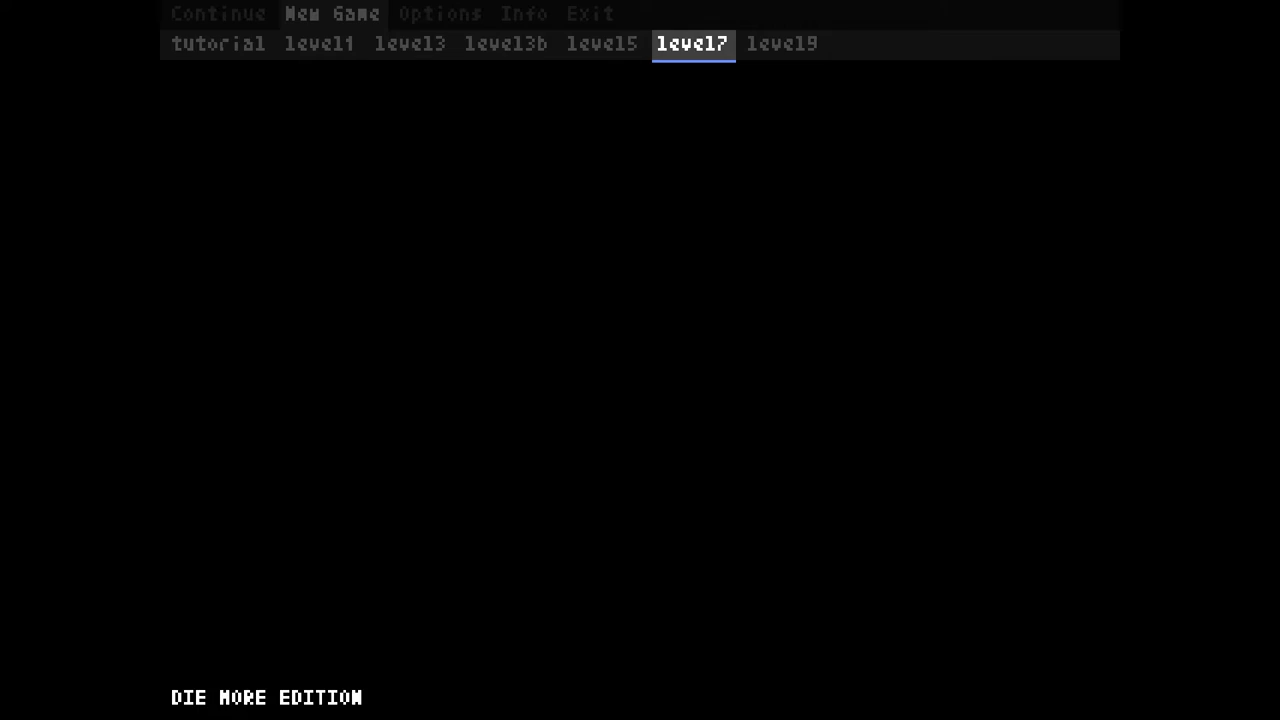 Continue New Game Options Info Exit
tutorial level1 level3 level3b level5 level7 level9
DIE MORE EDITION